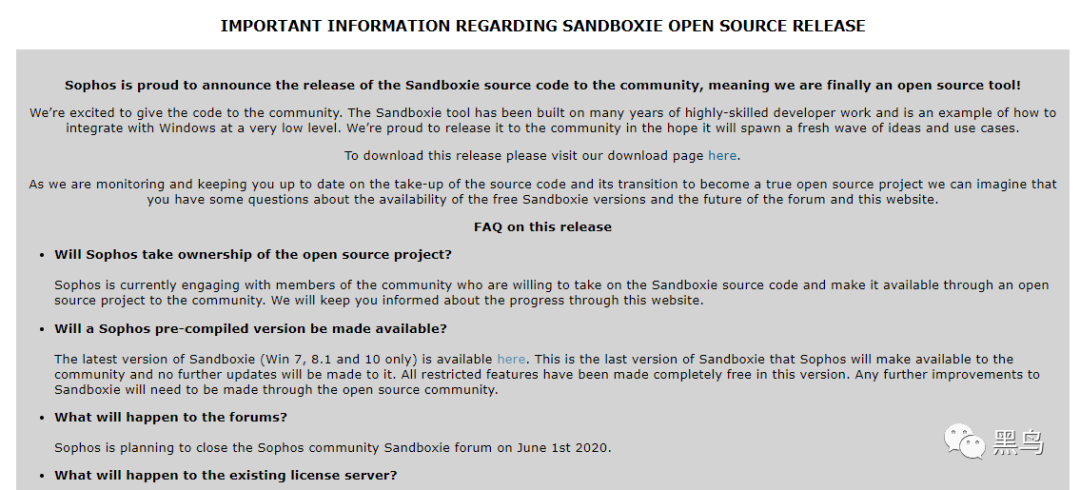 IMPORTANT INFORMATION REGARDING SANDBOXIE OPEN SOURCE RELEASE
Sophos is proud to announce the release of the Sandboxie source code to the community, meaning we are finally an open source tool!
We're excited to give the code to the community. The Sandboxie tool has been built on many years of highly-skilled developer work and is an example of how to
integrate with Windows at a very low level. We're proud to release it to the community in the hope it will spawn a fresh wave of ideas and use cases.
To download this release please visit our download page here.
As we are monitoring and keeping you up to date on the take-up of the source code and its transition to become a true open source project we can imagine that
you have some questions about the availability of the free Sandboxie versions and the future of the forum and this website.
FAQ on this release
• Will Sophos take ownership of the open source project?
Sophos is currently engaging with members of the community who are willing to take on the Sandboxie source code and make it available through an open
source project to the community. We will keep you informed about the progress through this website.
• Will a Sophos pre-compiled version be made available?
The latest version of Sandboxie (Win 7, 8.1 and 10 only) is available here. This is the last version of Sandboxie that Sophos will make available to the
community and no further updates will be made to it. All restricted features have been made completely free in this version. Any further improvements to
Sandboxie will need to be made through the open source community.
• What will happen to the forums?
Sophos is planning to close the Sophos community Sandboxie forum on June 1st 2020.
黑鸟
• What will happen to the existing license server?